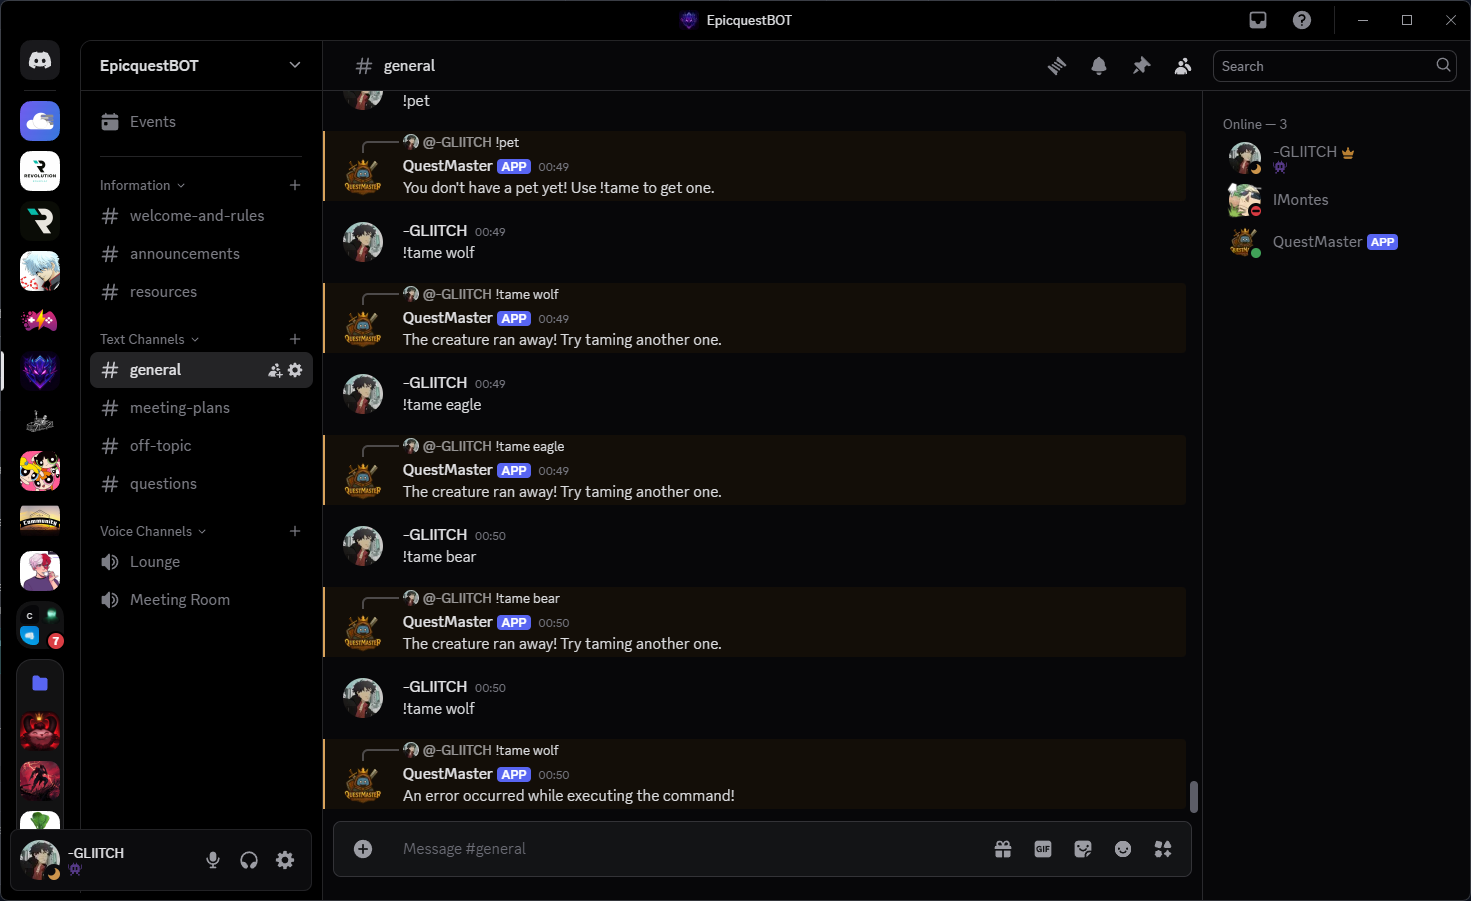 EpicquestBOT
EpicquestBOT
Events
Information
welcome-and-rules
announcements
resources
Text Channels
general
meeting-plans
off-topic
questions
Voice Channels
Lounge
Meeting Room
REVOLUTION
Community
C
7
-GLIITCH
general
Search
!pet
@-GLIITCH !pet
QuestMaster APP 00:49
You don't have a pet yet! Use !tame to get one.
-GLIITCH 00:49
!tame wolf
@-GLIITCH !tame wolf
QuestMaster APP 00:49
The creature ran away! Try taming another one.
-GLIITCH 00:49
!tame eagle
@-GLIITCH !tame eagle
QuestMaster APP 00:49
The creature ran away! Try taming another one.
-GLIITCH 00:50
!tame bear
@-GLIITCH !tame bear
QuestMaster APP 00:50
The creature ran away! Try taming another one.
-GLIITCH 00:50
!tame wolf
@-GLIITCH !tame wolf
QuestMaster APP 00:50
An error occurred while executing the command!
Message #general
GIF
Online — 3
-GLIITCH
IMontes
QuestMaster APP